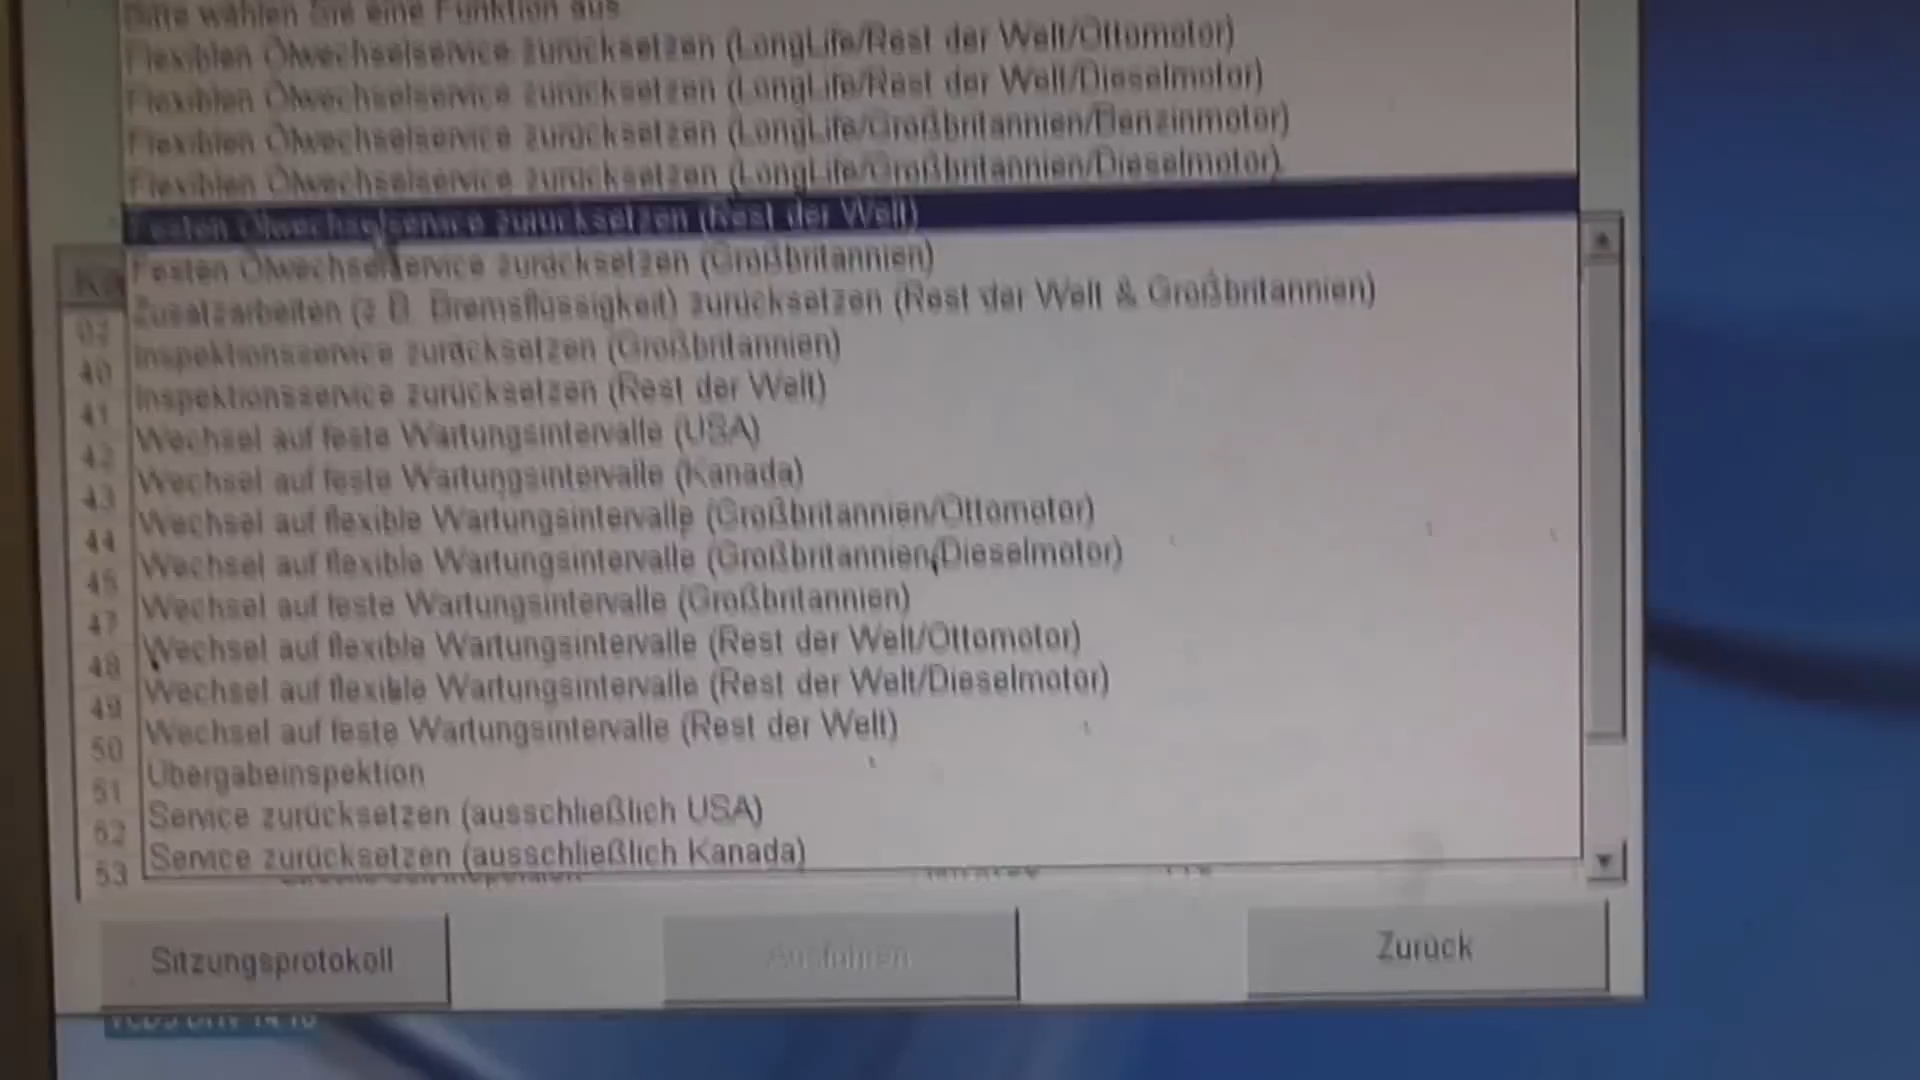 Bitte wählen Sie eine Funktion aus
Flexiblen Ölwechselservice zurücksetzen (LongLife/Rest der Welt/Ottomotor)
Flexiblen Ölwechselservice zurücksetzen (LongLife/Rest der Welt/Dieselmotor)
Flexiblen Ölwechselservice zurücksetzen (LongLife/Großbritannien/Benzinmotor)
Flexiblen Ölwechselservice zurücksetzen (LongLife/Großbritannien/Dieselmotor)
Festen Ölwechselservice zurücksetzen (Rest der Welt)
Festen Ölwechselservice zurücksetzen (Großbritannien)
Zusatzarbeiten (z.B. Bremsflüssigkeit) zurücksetzen (Rest der Welt & Großbritannien)
02 Inspektionsservice zurücksetzen (Großbritannien)
40 Inspektionsservice zurücksetzen (Rest der Welt)
41 Wechsel auf feste Wartungsintervalle (USA)
42 Wechsel auf feste Wartungsintervalle (Kanada)
43 Wechsel auf flexible Wartungsintervalle (Großbritannien/Ottomotor)
44 Wechsel auf flexible Wartungsintervalle (Großbritannien/Dieselmotor)
45 Wechsel auf feste Wartungsintervalle (Großbritannien)
47 Wechsel auf flexible Wartungsintervalle (Rest der Welt/Ottomotor)
48 Wechsel auf flexible Wartungsintervalle (Rest der Welt/Dieselmotor)
49 Wechsel auf feste Wartungsintervalle (Rest der Welt)
50 Übergabeinspektion
51 Service zurücksetzen (ausschließlich USA)
52 Service zurücksetzen (ausschließlich Kanada)
53
Sitzungsprotokoll Ausführen Zurück